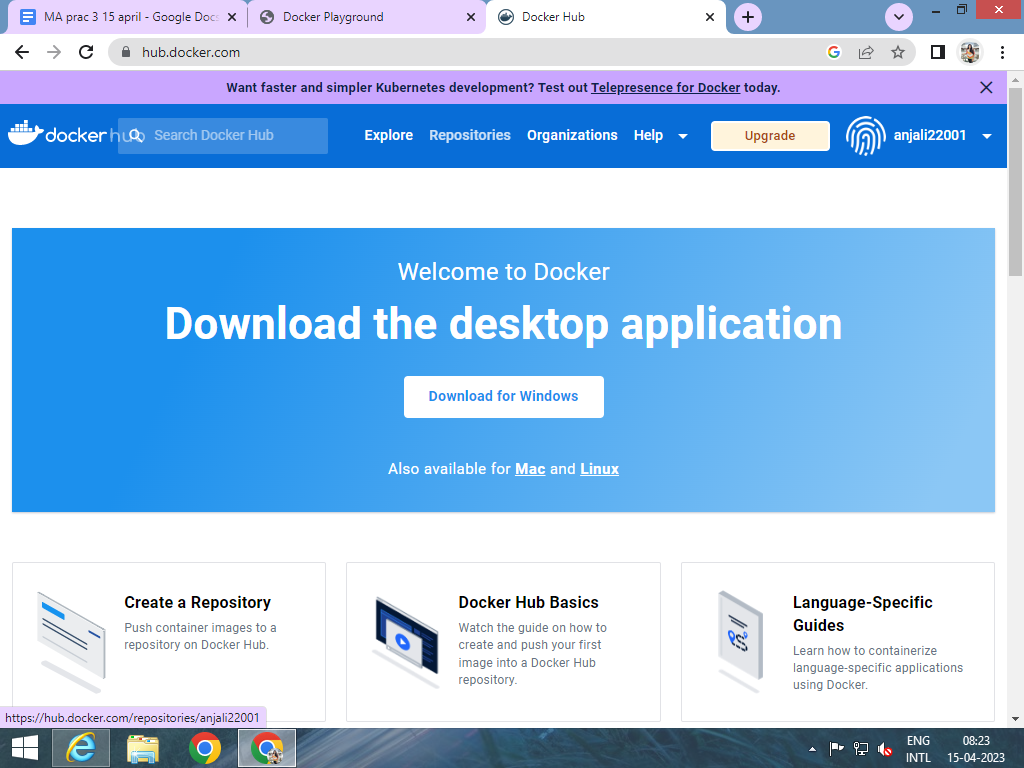 MA prac 3 15 april - Google Docs
Docker Playground
Docker Hub
hub.docker.com
Want faster and simpler Kubernetes development? Test out Telepresence for Docker today.
docker hub
Search Docker Hub
Explore
Repositories
Organizations
Help
Upgrade
anjali22001
Welcome to Docker
Download the desktop application
Download for Windows
Also available for Mac and Linux
Create a Repository
Push container images to a
repository on Docker Hub.
Docker Hub Basics
Watch the guide on how to
create and push your first
image into a Docker Hub
repository.
Language-Specific
Guides
Learn how to containerize
language-specific applications
using Docker.
https://hub.docker.com/repositories/anjali22001
ENG
INTL
08:23
15-04-2023